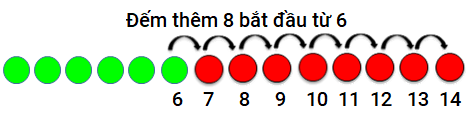 Đếm thêm 8 bắt đầu từ 6
6 7 8 9 10 11 12 13 14